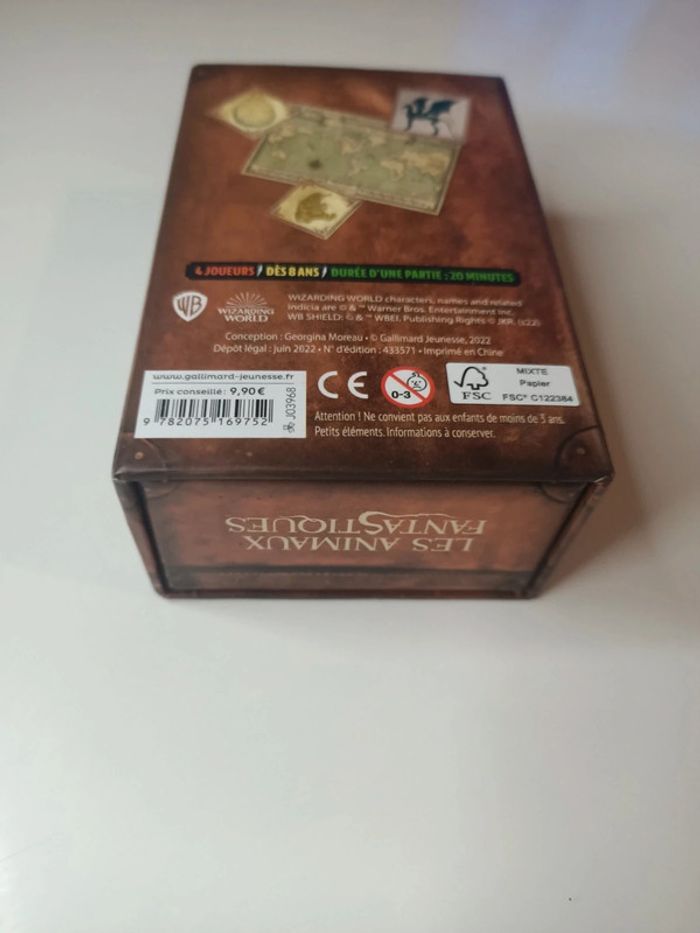 4 JOUEURS / DÈS 8 ANS / DURÉE D'UNE PARTIE : 20 MINUTES
WB
WIZARDING
WORLD
WIZARDING WORLD characters, names and related
indicia are © & ™ Warner Bros. Entertainment Inc.
WB SHIELD: © & ™ WBEI. Publishing Rights © JKR. (s22)
Conception : Georgina Moreau • © Gallimard Jeunesse, 2022
Dépôt légal : juin 2022 • N° d'édition : 433571 • Imprimé en Chine
www.gallimard-jeunesse.fr
Prix conseillé : 9,90 €
9 782075 169752
J03968
CE
0-3
FSC
MIXTE
Papier
FSC® C122384
Attention ! Ne convient pas aux enfants de moins de 3 ans.
Petits éléments. Informations à conserver.
LES ANIMAUX
FANTASTIQUES